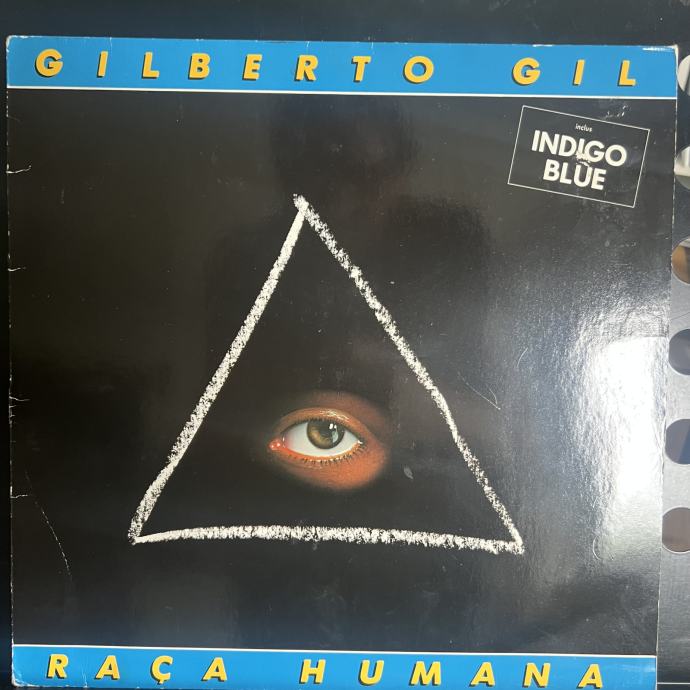 GILBERTO GIL
inclus
INDIGO
BLUE
RAÇA HUMANA